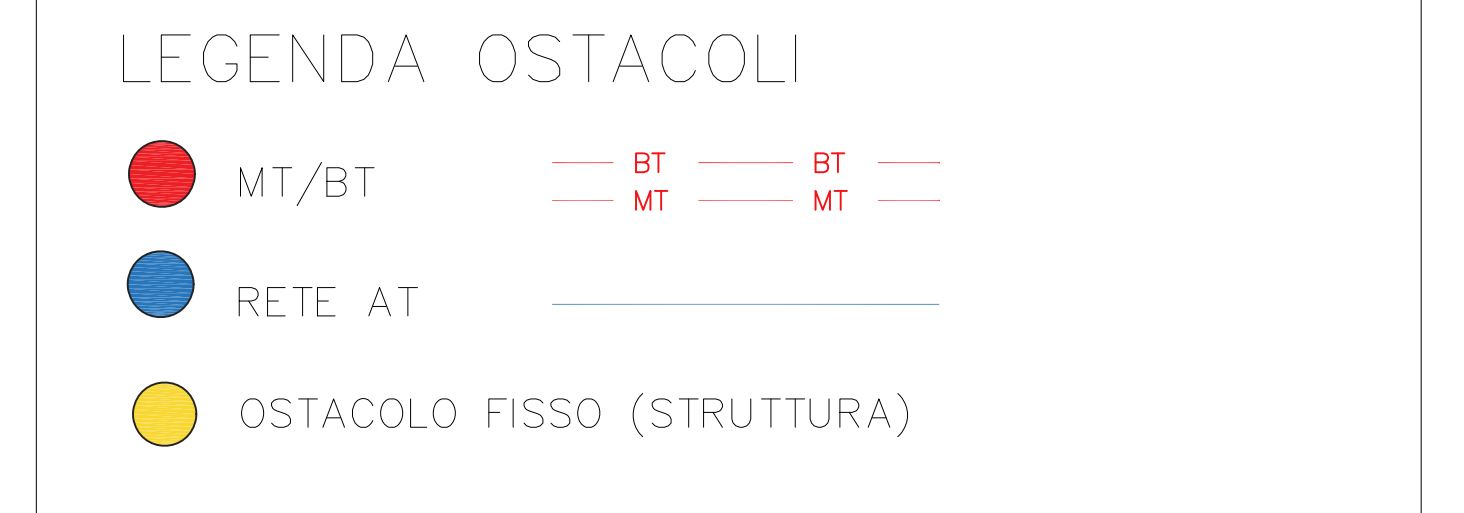 LEGENDA OSTACOLI
MT/BT BT BT
MT MT
RETE AT
OSTACOLO FISSO (STRUTTURA)